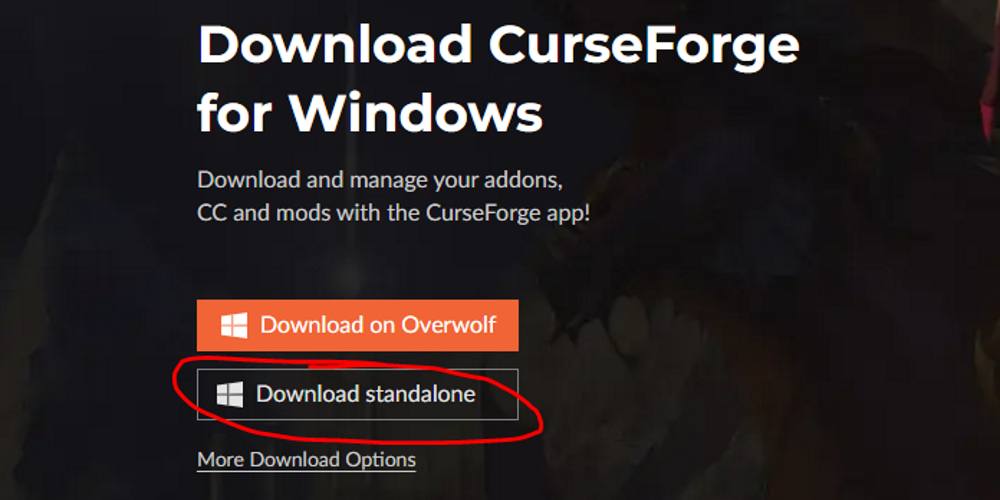 Download CurseForge
for Windows
Download and manage your addons,
CC and mods with the CurseForge app!
Download on Overwolf
Download standalone
More Download Options